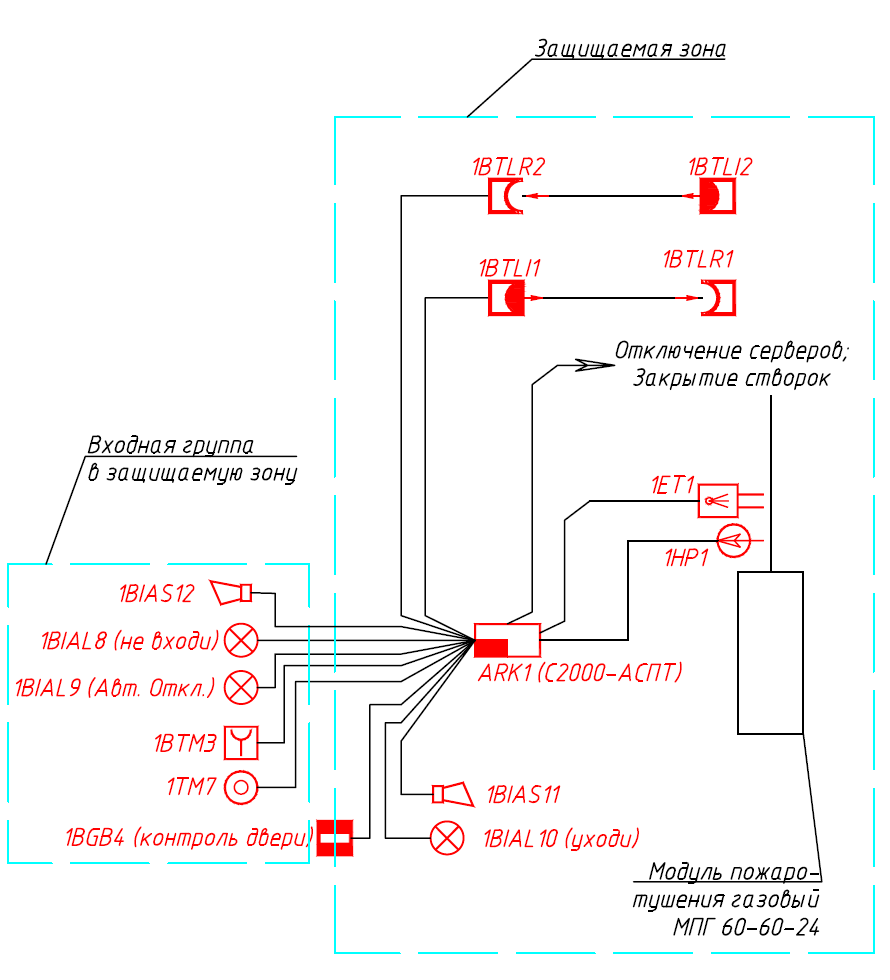 Защищаемая зона
1BTLR2
1BTLI2
1BTLI1
1BTLR1
Отключение серверов;
Закрытие створок
Входная группа
в защищаемую зону
1ET1
1HP1
1BIAS12
1BIAL8 (не входи)
1BIAL9 (Авт. Откл.)
ARK1 (С2000-АСПТ)
1BTM3
1TM7
1BIAS11
1BGB4 (контроль двери)
1BIAL10 (уходи)
Модуль пожаро-
тушения газовый
МПГ 60-60-24